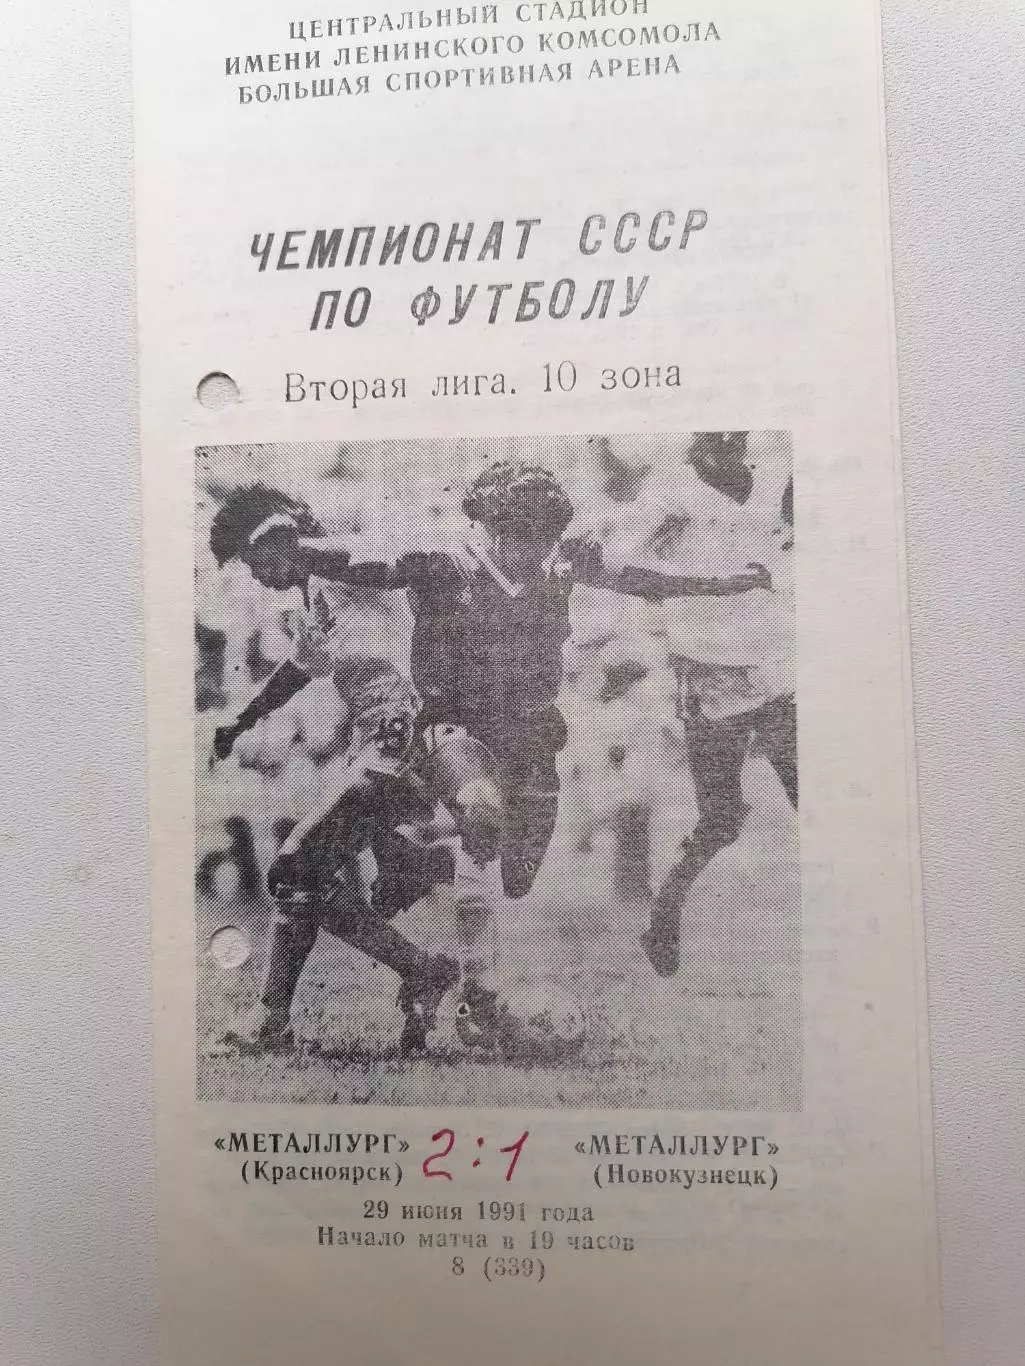 ЦЕНТРАЛЬНЫЙ СТАДИОН
ИМЕНИ ЛЕНИНСКОГО КОМСОМОЛА
БОЛЬШАЯ СПОРТИВНАЯ АРЕНА
ЧЕМПИОНАТ СССР
ПО ФУТБОЛУ
Вторая лига. 10 зона
«МЕТАЛЛУРГ» 2:1 «МЕТАЛЛУРГ»
(Красноярск) (Новокузнецк)
29 июня 1991 года
Начало матча в 19 часов
8 (339)